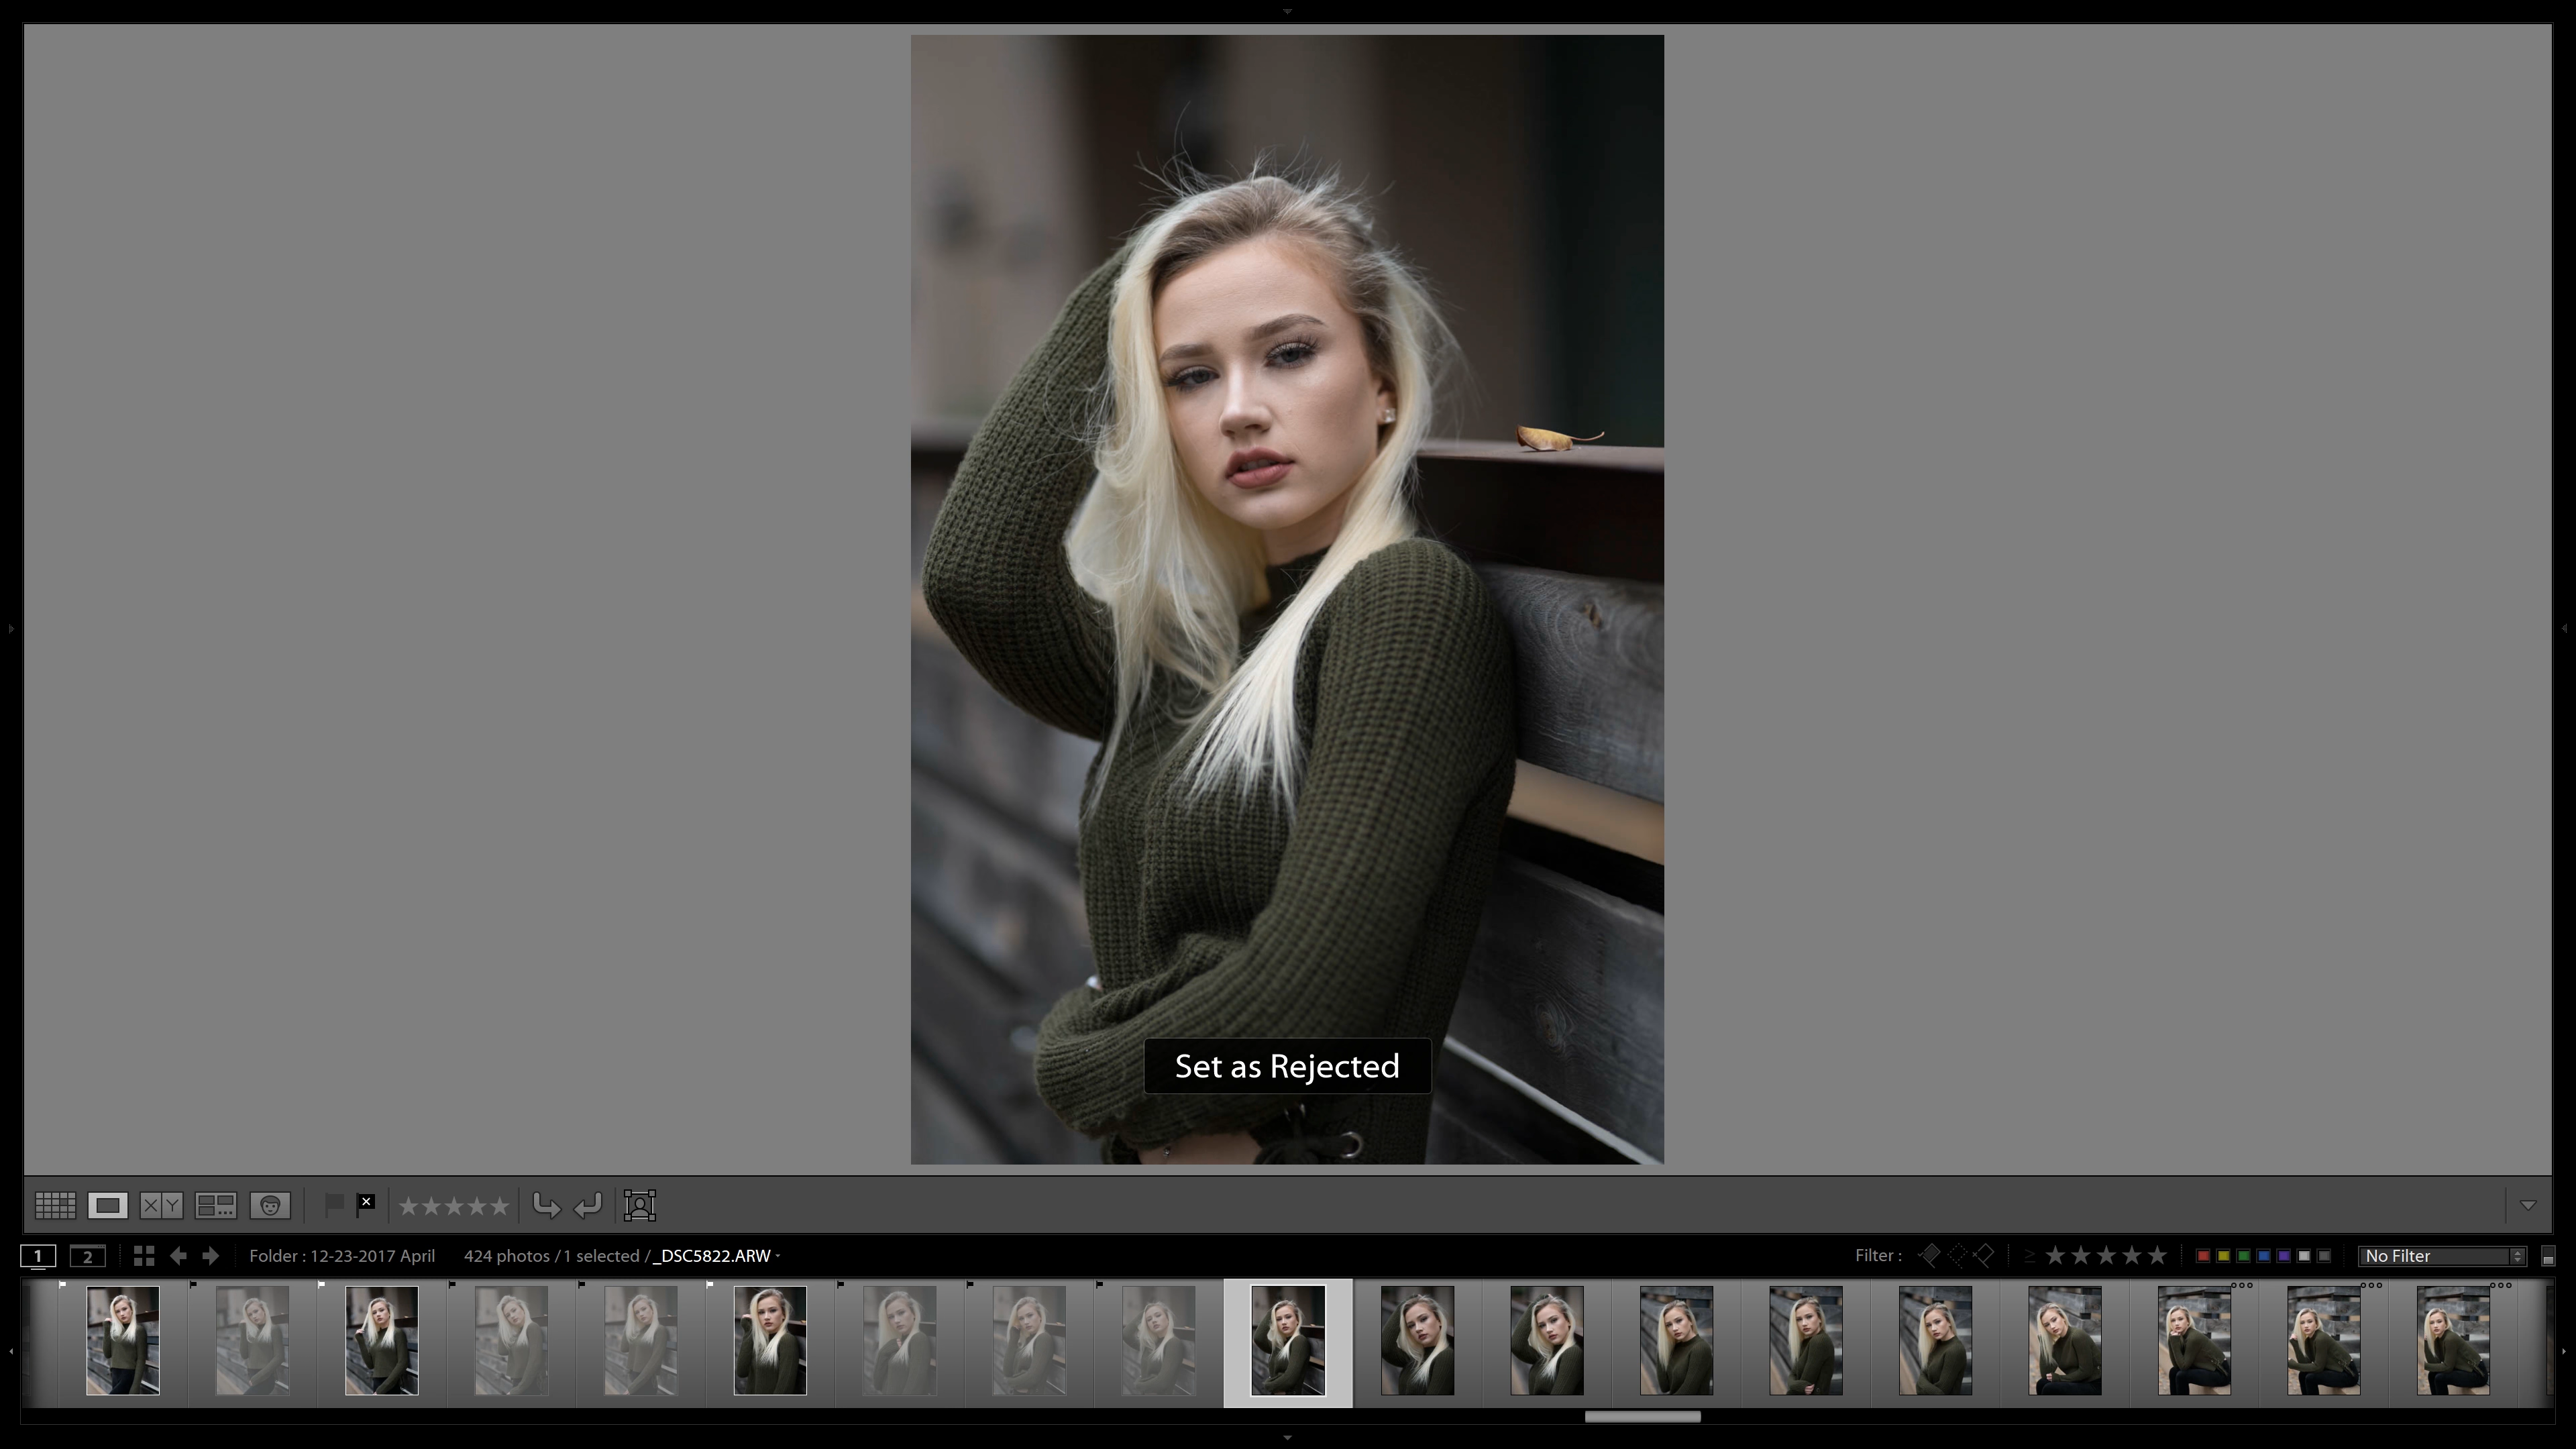 Set as Rejected
X Y
1 2 Folder : 12-23-2017 April 424 photos / 1 selected / _DSC5822.ARW Filter : ≥ No Filter